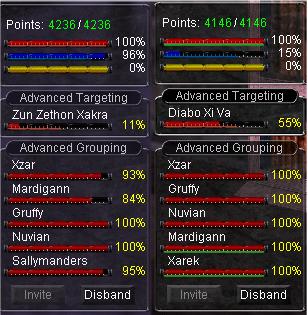 Points: 4236/4236
100%
96%
0%
Advanced Targeting
Zun Zethon Xakra
11%
Advanced Grouping
Xzar
93%
Mardigann
84%
Gruffy
100%
Nuvian
100%
Sallymanders
95%
Invite Disband
Points: 4146/4146
100%
15%
0%
Advanced Targeting
Diabo Xi Va
55%
Advanced Grouping
Xzar
100%
Gruffy
100%
Nuvian
100%
Mardigann
100%
Xarek
100%
Invite Disband